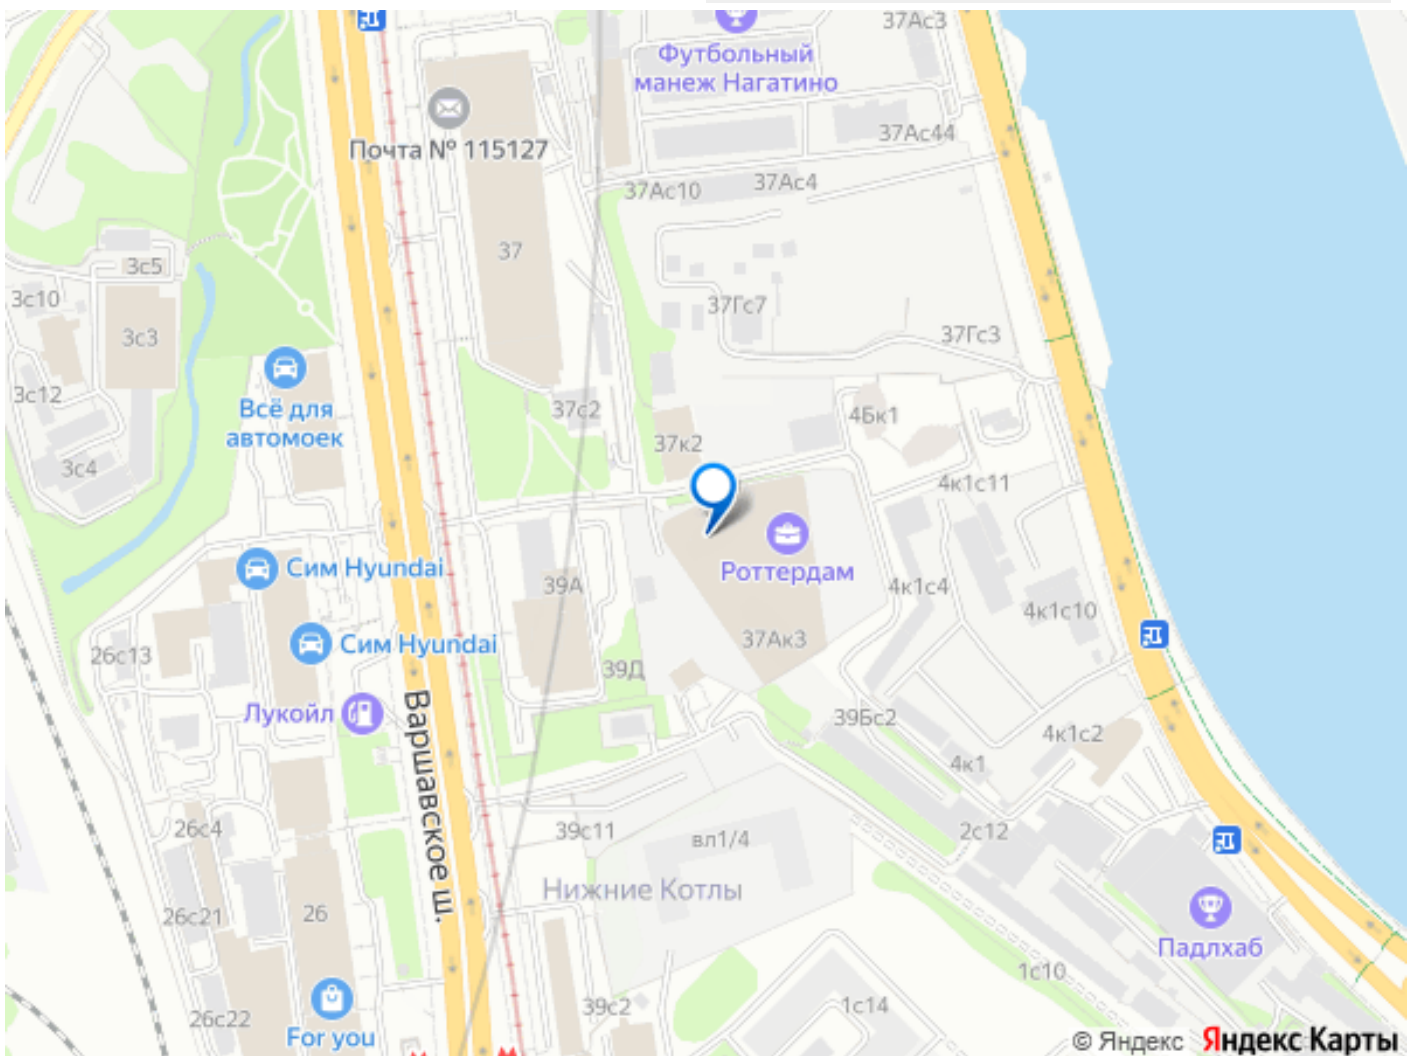 37Ас3
Футбольный
манеж Нагатино
Почта № 115127
37Ас44
37Ас10
37Ас4
37
3с5
3с10
3с3
37Гс7
37Гс3
3с12
Всё для
автомоек
37с2
4Бк1
37к2
3с4
4к1с11
Сим Hyundai
39А
Роттердам
4к1с4
4к1с10
26с13
Сим Hyundai
37Ак3
39Д
Лукойл
Варшавское ш.
39Бс2
4к1с2
4к1
26с4
39с11
вл1/4
2с12
Нижние Котлы
26с21
26
Падлхаб
1с10
26с22
39с2
1с14
For you
© Яндекс Яндекс Карты